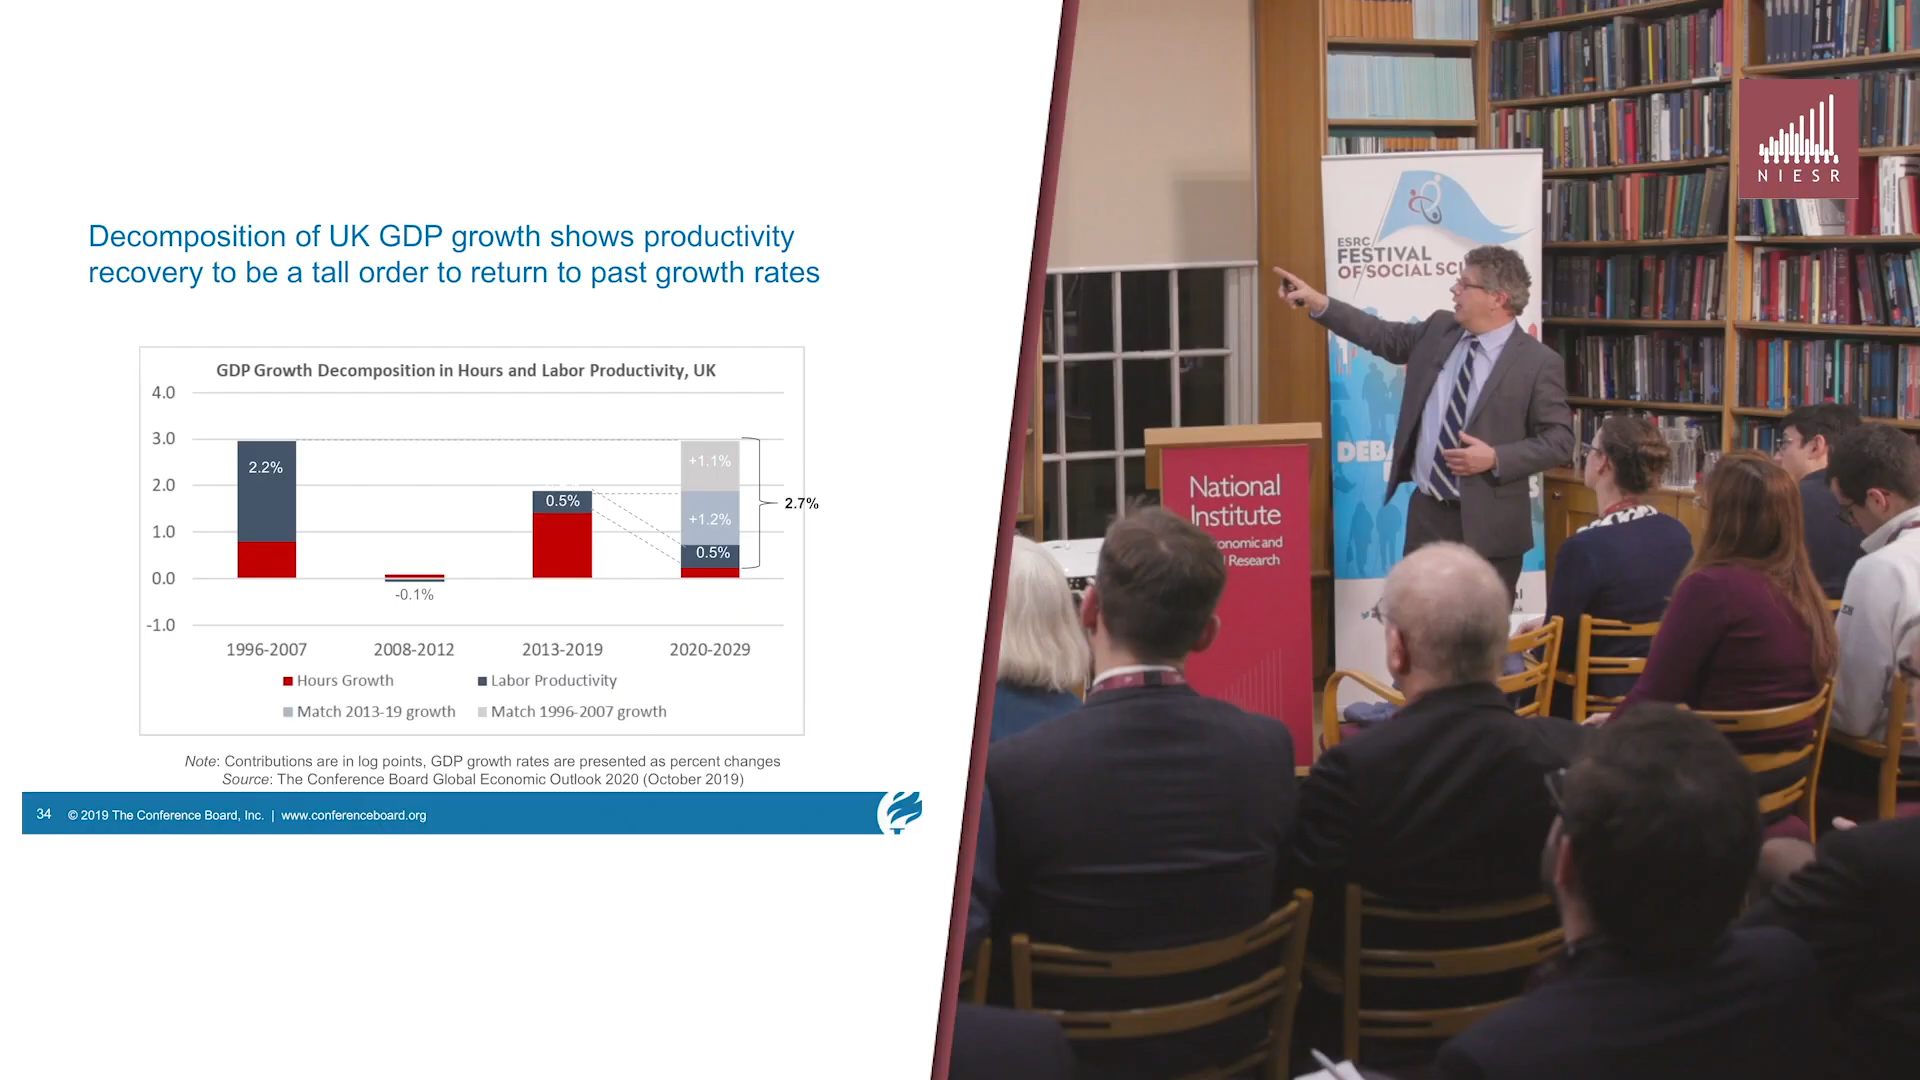 Decomposition of UK GDP growth shows productivity
recovery to be a tall order to return to past growth rates
GDP Growth Decomposition in Hours and Labor Productivity, UK
4.0
3.0
2.0
1.0
0.0
-1.0
2.2%
-0.1%
0.5%
+1.1%
+1.2%
0.5%
2.7%
1996-2007 2008-2012 2013-2019 2020-2029
Hours Growth Labor Productivity
Match 2013-19 growth Match 1996-2007 growth
Note: Contributions are in log points, GDP growth rates are presented as percent changes
Source: The Conference Board Global Economic Outlook 2020 (October 2019)
34 © 2019 The Conference Board, Inc. | www.conferenceboard.org
NIESR
ESRC
FESTIVAL
OF SOCIAL SCI
DEB
National
Institute
onomic and
Research